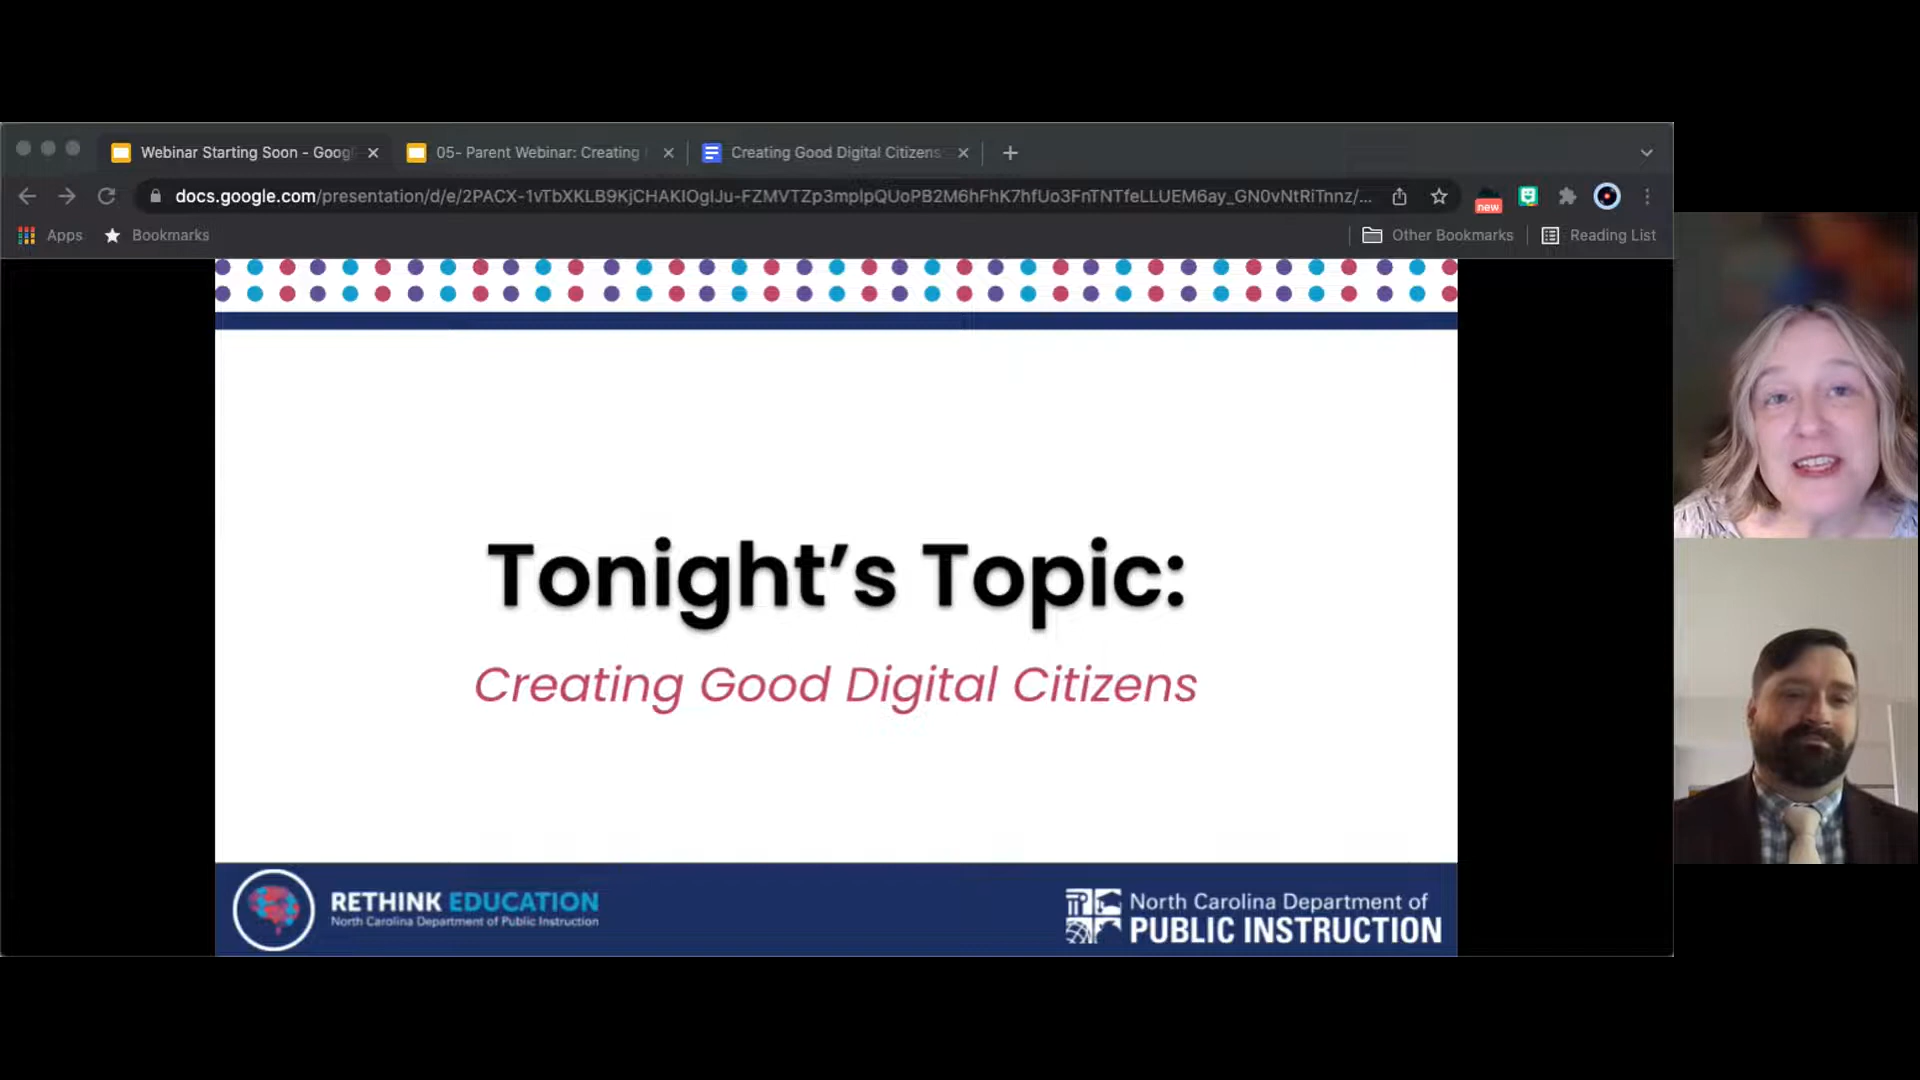 Webinar Starting Soon - Googl
05- Parent Webinar: Creating
Creating Good Digital Citizens
docs.google.com/presentation/d/e/2PACX-1vTbXKLB9KjCHAKIOgIJu-FZMVTZp3mpIpQUoPB2M6hFhK7hfUo3FnTNTfeLLUEM6ay_GN0vNtRiTnnz/...
new
Apps
Bookmarks
Other Bookmarks
Reading List
Tonight's Topic:
Creating Good Digital Citizens
RETHINK EDUCATION
North Carolina Department of Public Instruction
North Carolina Department of
PUBLIC INSTRUCTION